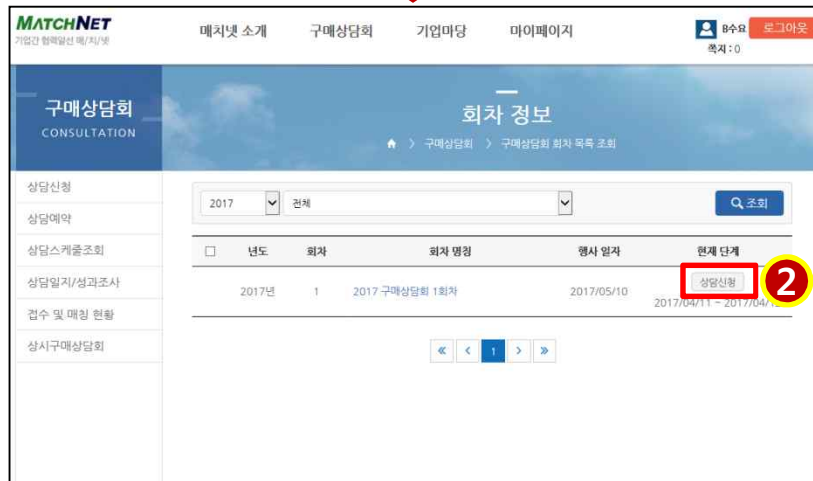 MATCHNET
기업간 협력알선 매/치/넷
매치넷 소개 구매상담회 기업마당 마이페이지
B수요 로그아웃
쪽지 : 0
구매상담회
CONSULTATION
회차 정보
구매상담회 > 구매상담회 회차 목록 조회
상담신청
상담예약
상담스케줄조회
상담일지/성과조사
접수 및 매칭 현황
상시구매상담회
2017 전체 조회
년도 회차 회차 명칭 행사 일자 현재 단계
2017년 1 2017 구매상담회 1회차 2017/05/10 상담신청
2
2017/04/11 ~ 2017/04/
« < 1 > »